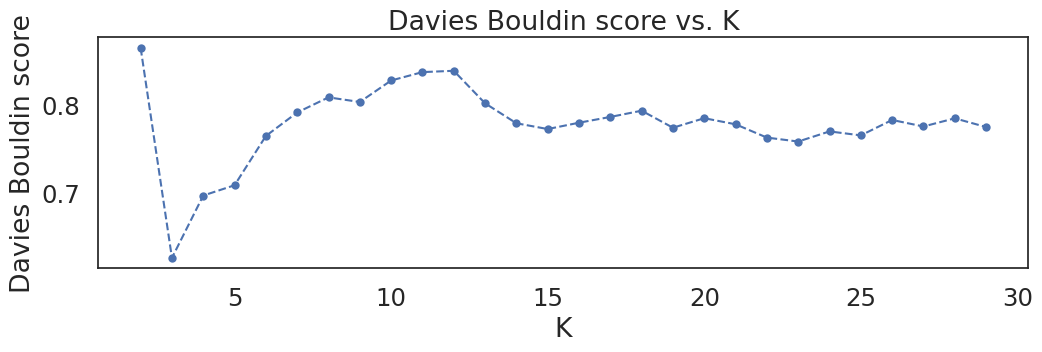 Davies Bouldin score vs. K
Davies Bouldin score
0.8
0.7
5 10 15 20 25 30
K